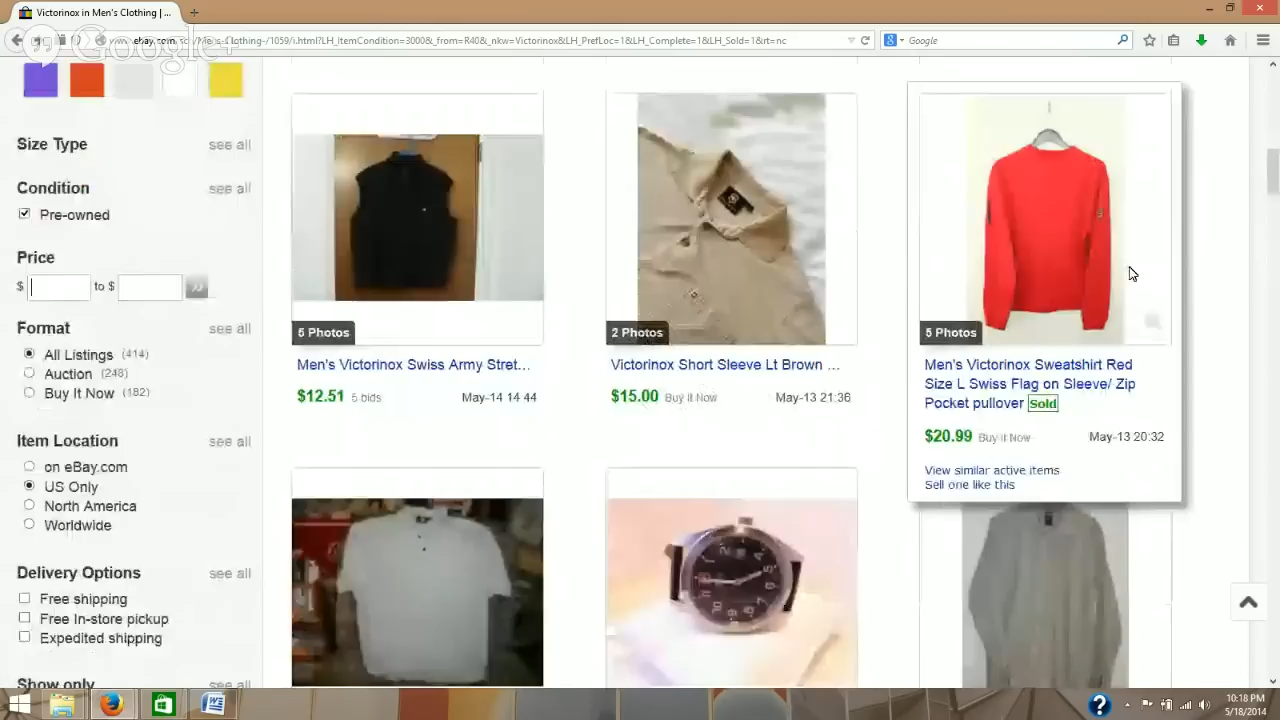 Victorinox in Men's Clothing | ...
Google+
www.ebay.com/sch/Mens-Clothing-/1059/i.html?LH_ItemCondition=3000&_from=R40&_nkw=Victorinox&LH_PrefLoc=1&LH_Complete=1&LH_Sold=1&rt=nc
Google
Size Type see all
Condition see all
Pre-owned
Price
$ to $ »
Format see all
All Listings (414)
Auction (248)
Buy It Now (182)
Item Location see all
on eBay.com
US Only
North America
Worldwide
Delivery Options see all
Free shipping
Free In-store pickup
Expedited shipping
Show only see all
5 Photos
Men's Victorinox Swiss Army Stret...
$12.51 5 bids May-14 14:44
2 Photos
Victorinox Short Sleeve Lt Brown ...
$15.00 Buy It Now May-13 21:36
5 Photos
Men's Victorinox Sweatshirt Red
Size L Swiss Flag on Sleeve/ Zip
Pocket pullover Sold
$20.99 Buy It Now May-13 20:32
View similar active items
Sell one like this
10:18 PM
5/18/2014